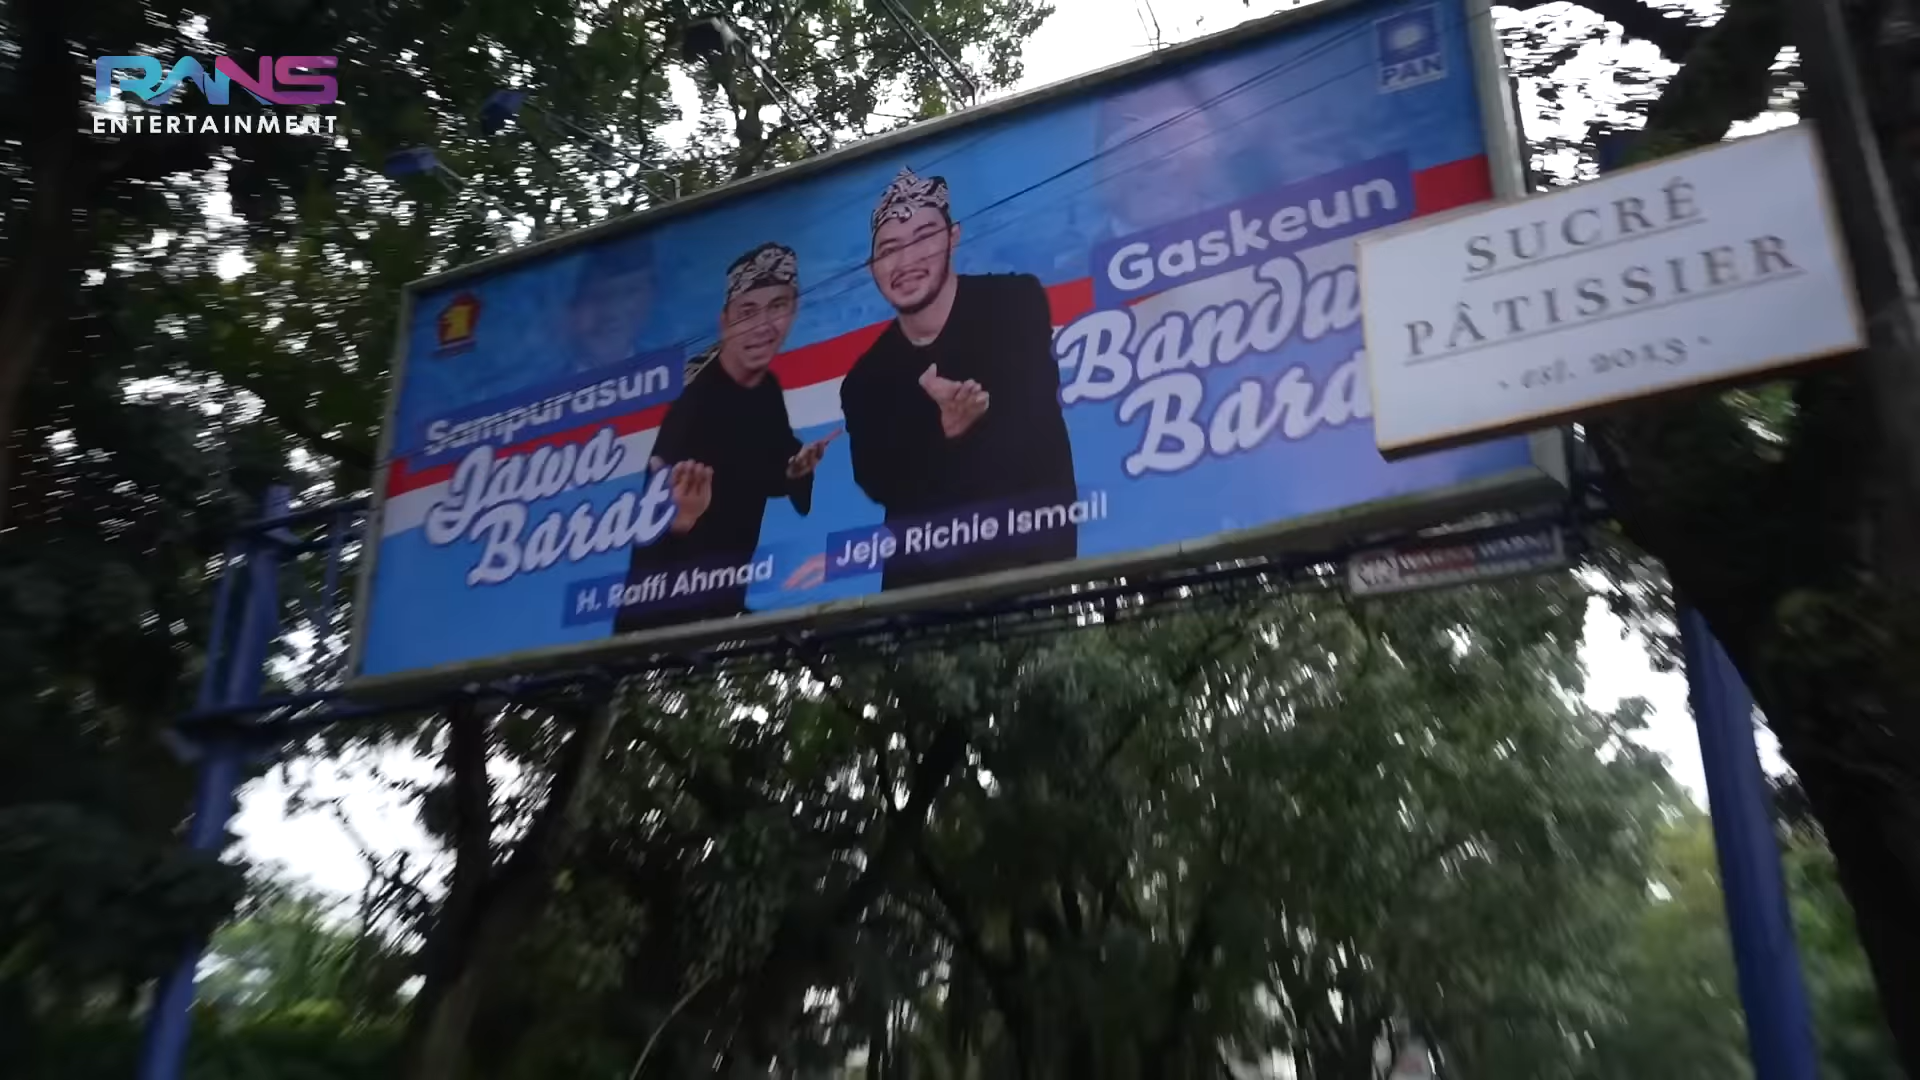 RANS
ENTERTAINMENT
PAN
Sampurasun
Jawa
Barat
H. Raffi Ahmad
Jeje Richie Ismail
Gaskeun
Bandu
Bara
SUCRÉ
PÂTISSIER
• est. 2013 •